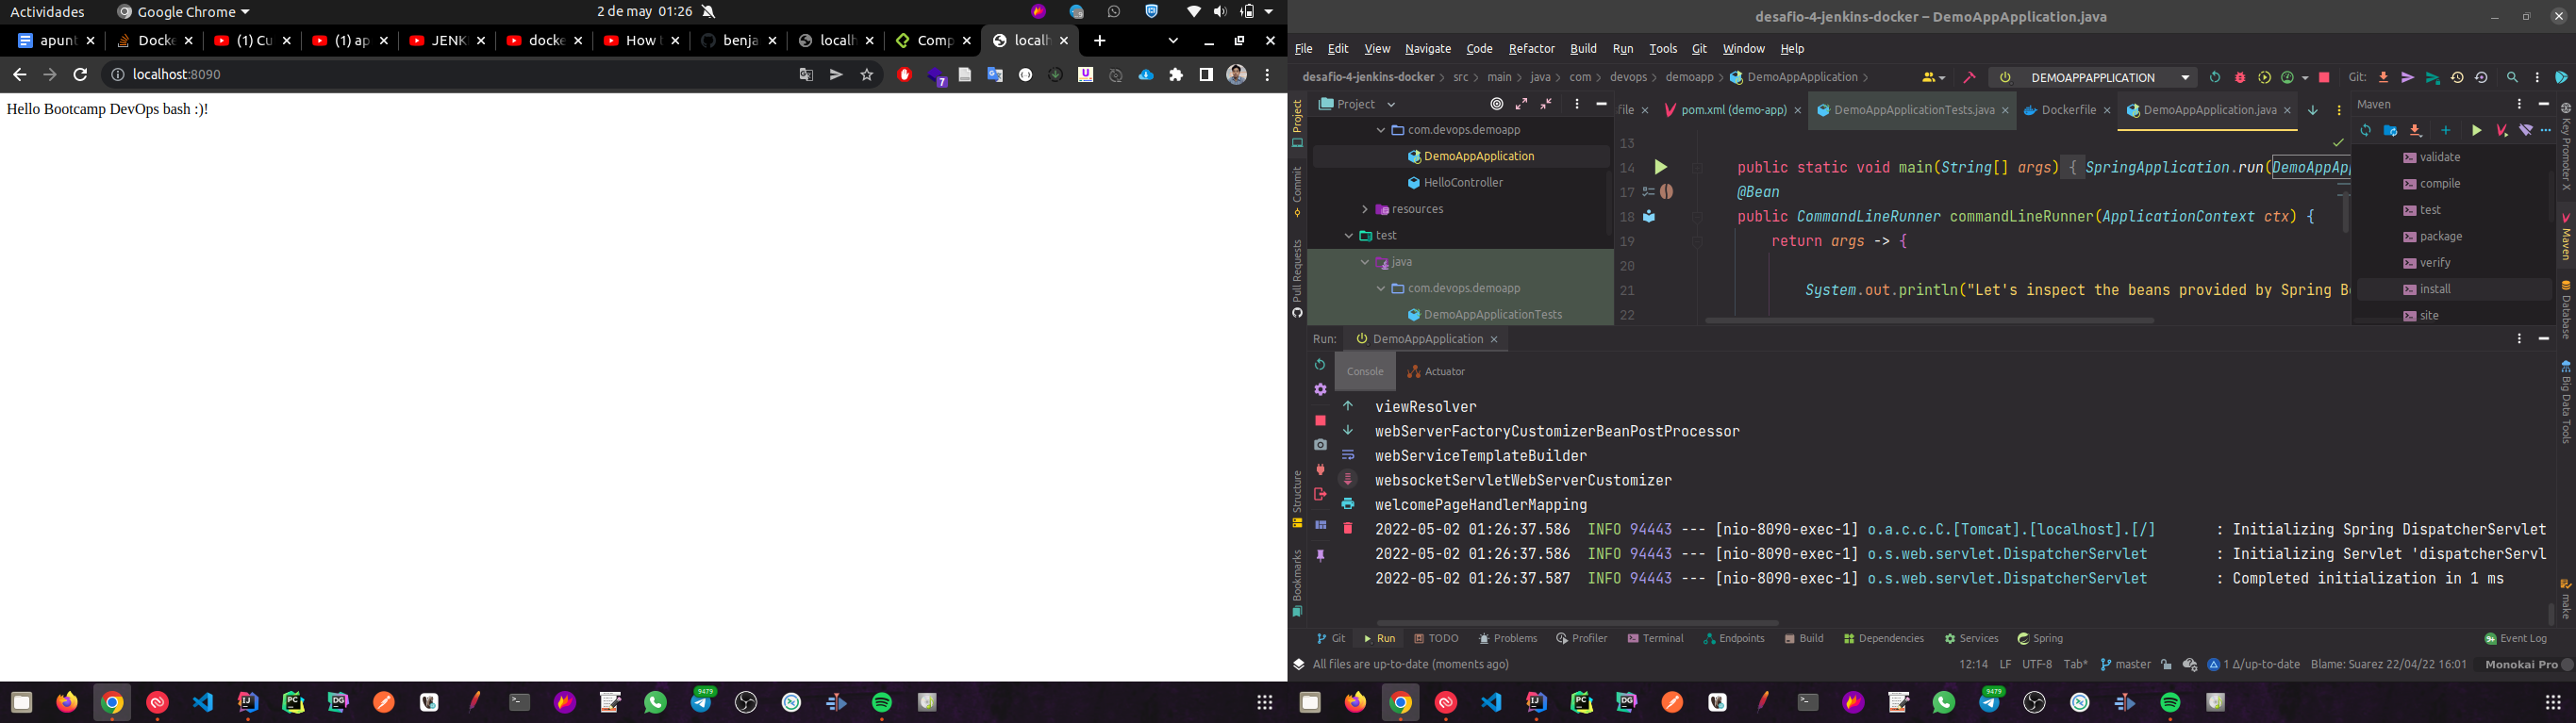 Actividades
Google Chrome
2 de may 01:26
apunt
Docke
(1) Cu
(1) ap
JENK
docke
How t
benja
localh
Comp
localh
localhost:8090
7
Hello Bootcamp DevOps bash :)!
desafio-4-jenkins-docker – DemoAppApplication.java
File Edit View Navigate Code Refactor Build Run Tools Git Window Help
desafio-4-jenkins-docker
src
main
java
com
devops
demoapp
DemoAppApplication
DEMOAPPAPPLICATION
Git:
Project
file
pom.xml (demo-app)
DemoAppApplicationTests.java
Dockerfile
DemoAppApplication.java
Maven
com.devops.demoapp
DemoAppApplication
HelloController
resources
test
java
com.devops.demoapp
DemoAppApplicationTests
13
14 public static void main(String[] args) { SpringApplication.run(DemoAppAp
17 @Bean
18 public CommandLineRunner commandLineRunner(ApplicationContext ctx) {
19 return args -> {
20
21 System.out.println("Let's inspect the beans provided by Spring B
22
validate
compile
test
package
verify
install
site
Project
Commit
Pull Requests
Structure
Bookmarks
Key Promoter X
Maven
Database
Big Data Tools
make
Run:
DemoAppApplication
Console
Actuator
viewResolver
webServerFactoryCustomizerBeanPostProcessor
webServiceTemplateBuilder
websocketServletWebServerCustomizer
welcomePageHandlerMapping
2022-05-02 01:26:37.586 INFO 94443 --- [nio-8090-exec-1] o.a.c.c.C.[Tomcat].[localhost].[/] : Initializing Spring DispatcherServlet
2022-05-02 01:26:37.586 INFO 94443 --- [nio-8090-exec-1] o.s.web.servlet.DispatcherServlet : Initializing Servlet 'dispatcherServl
2022-05-02 01:26:37.587 INFO 94443 --- [nio-8090-exec-1] o.s.web.servlet.DispatcherServlet : Completed initialization in 1 ms
Git
Run
TODO
Problems
Profiler
Terminal
Endpoints
Build
Dependencies
Services
Spring
Event Log
All files are up-to-date (moments ago)
12:14
LF
UTF-8
Tab*
master
1 Δ/up-to-date
Blame: Suarez 22/04/22 16:01
Monokai Pro
9479
9479